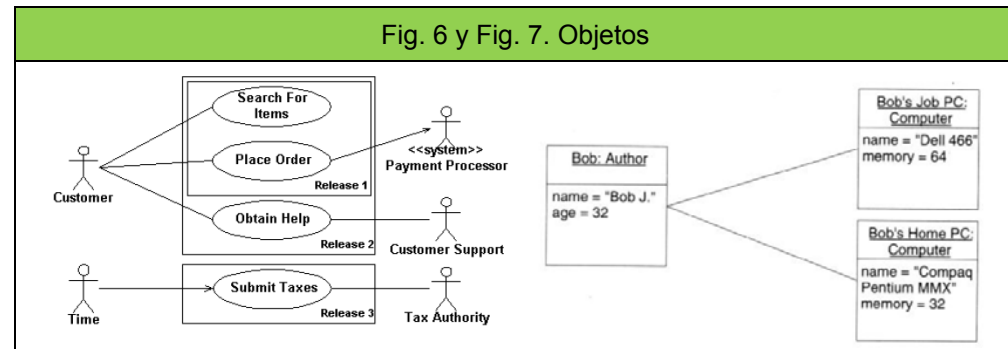 Fig. 6 y Fig. 7. Objetos
Search For
Items
Place Order
Release 1
Obtain Help
Release 2
Submit Taxes
Release 3
Customer
Time
<<system>>
Payment Processor
Customer Support
Tax Authority
Bob: Author
name = "Bob J."
age = 32
Bob's Job PC:
Computer
name = "Dell 466"
memory = 64
Bob's Home PC:
Computer
name = "Compaq
Pentium MMX"
memory = 32